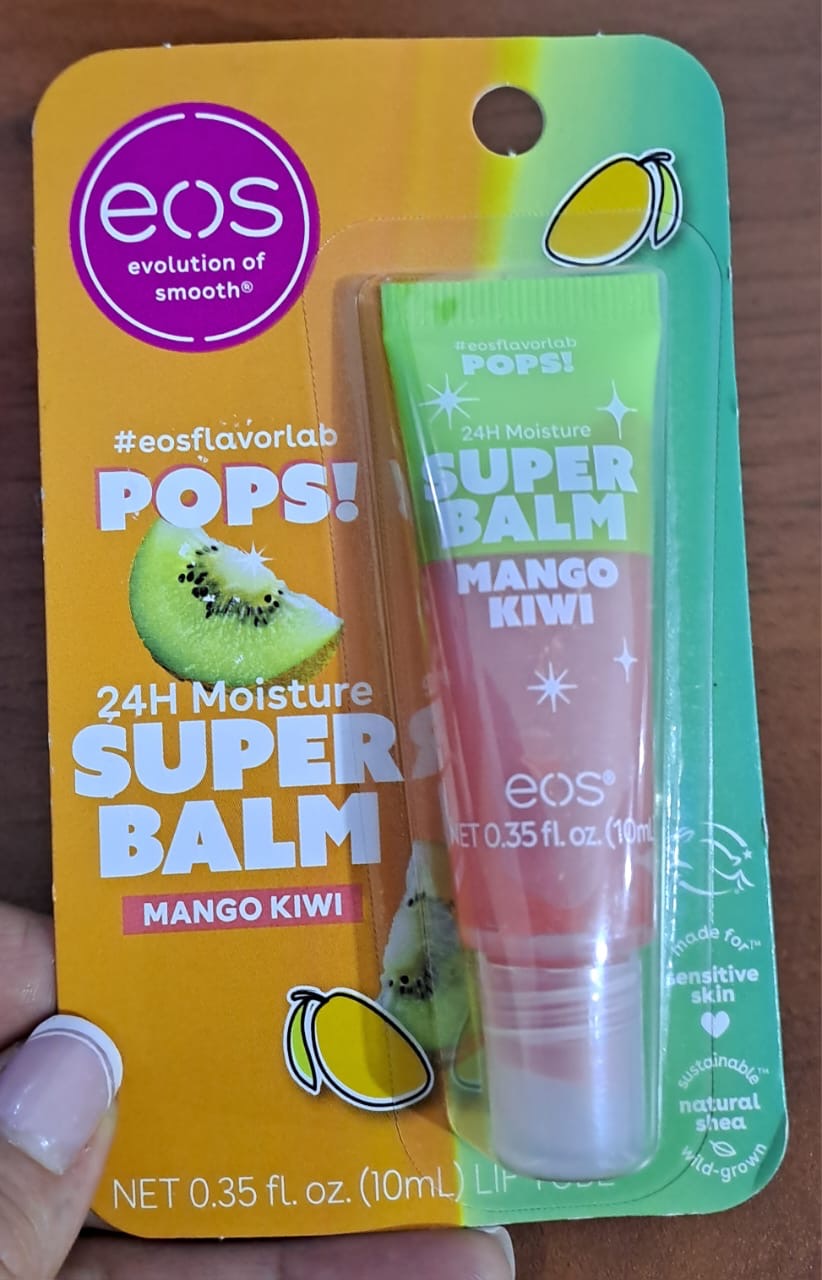 eos
evolution of
smooth®
#eosflavorlab
POPS!
24H Moisture
SUPER
BALM
MANGO KIWI
NET 0.35 fl. oz. (10mL) LIP TUBE
#eosflavorlab
POPS!
24H Moisture
SUPER
BALM
MANGO
KIWI
eos®
NET 0.35 fl. oz. (10mL
made for™
sensitive
skin
sustainable™
natural
shea
wild-grown